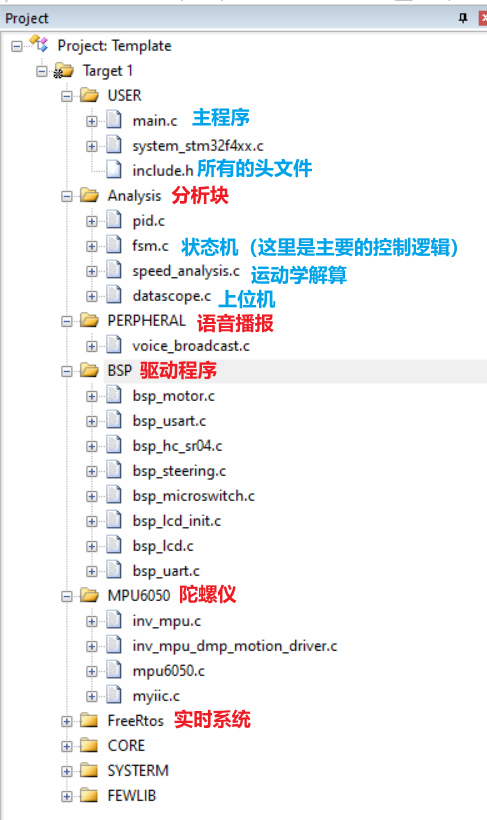 Project
Project: Template
Target 1
USER
main.c 主程序
system_stm32f4xx.c
include.h 所有的头文件
Analysis 分析块
pid.c
fsm.c 状态机（这里是主要的控制逻辑）
speed_analysis.c 运动学解算
datascope.c 上位机
PERPHERAL 语音播报
voice_broadcast.c
BSP 驱动程序
bsp_motor.c
bsp_usart.c
bsp_hc_sr04.c
bsp_steering.c
bsp_microswitch.c
bsp_lcd_init.c
bsp_lcd.c
bsp_uart.c
MPU6050 陀螺仪
inv_mpu.c
inv_mpu_dmp_motion_driver.c
mpu6050.c
myiic.c
FreeRtos 实时系统
CORE
SYSTERM
FEWLIB